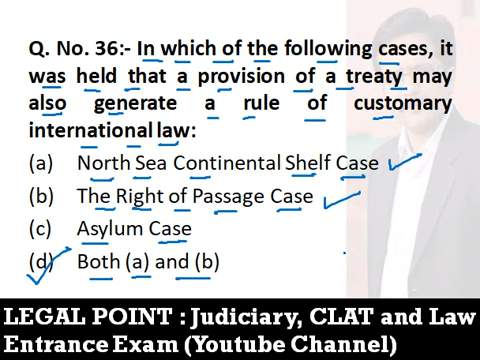 Q. No. 36:- In which of the following cases, it
was held that a provision of a treaty may
also generate a rule of customary
international law:
(a) North Sea Continental Shelf Case
(b) The Right of Passage Case
(c) Asylum Case
(d) Both (a) and (b)
LEGAL POINT : Judiciary, CLAT and Law
Entrance Exam (Youtube Channel)